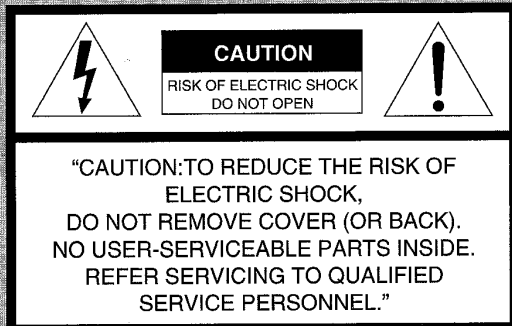 CAUTION
RISK OF ELECTRIC SHOCK
DO NOT OPEN
“CAUTION:TO REDUCE THE RISK OF
ELECTRIC SHOCK,
DO NOT REMOVE COVER (OR BACK).
NO USER-SERVICEABLE PARTS INSIDE.
REFER SERVICING TO QUALIFIED
SERVICE PERSONNEL.”